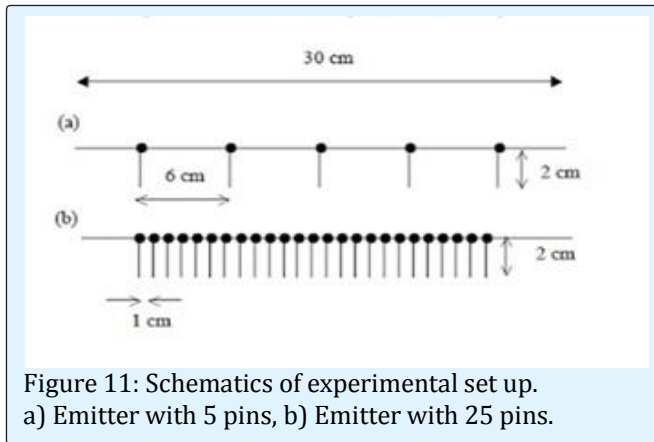 30 cm
(a)
6 cm
2 cm
(b)
2 cm
1 cm
Figure 11: Schematics of experimental set up.
a) Emitter with 5 pins, b) Emitter with 25 pins.